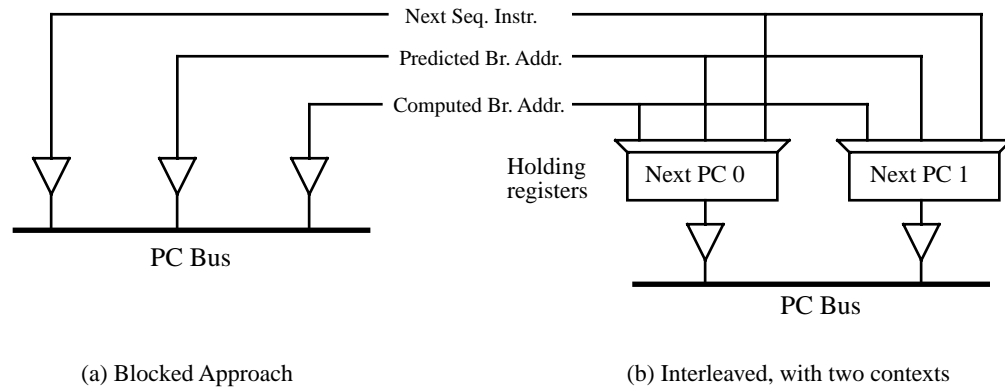 Next Seq. Instr.
Predicted Br. Addr.
Computed Br. Addr.
Holding
registers
Next PC 0
Next PC 1
PC Bus
PC Bus
(a) Blocked Approach
(b) Interleaved, with two contexts